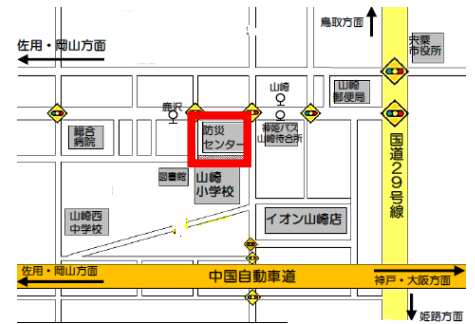 鳥取方面
佐用・岡山方面
宍粟
市役所
山崎
山崎
郵便局
鹿沢
総合
病院
防災
センター
神姫バス
山崎待合所
国道29号線
図書館
山崎
小学校
山崎西
中学校
イオン山崎店
佐用・岡山方面
中国自動車道
神戸・大阪方面
姫路方面